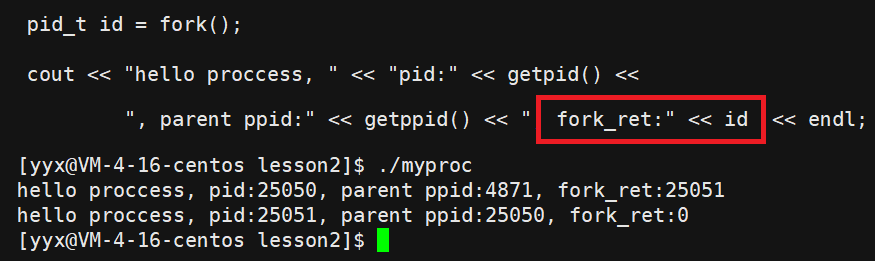 pid_t id = fork();
cout << "hello proccess, " << "pid:" << getpid() <<
", parent ppid:" << getppid() << " fork_ret:" << id << endl;
[yyx@VM-4-16-centos lesson2]$ ./myproc
hello proccess, pid:25050, parent ppid:4871, fork_ret:25051
hello proccess, pid:25051, parent ppid:25050, fork_ret:0
[yyx@VM-4-16-centos lesson2]$